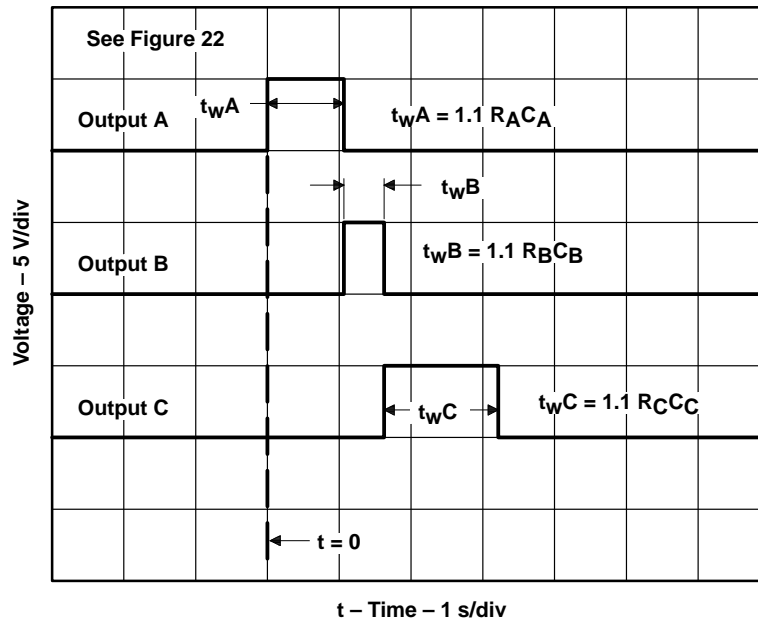 See Figure 22
twA
Output A
twA = 1.1 RACA
twB
Output B
twB = 1.1 RBCB
Voltage – 5 V/div
Output C
twC
twC = 1.1 RCCC
t = 0
t – Time – 1 s/div